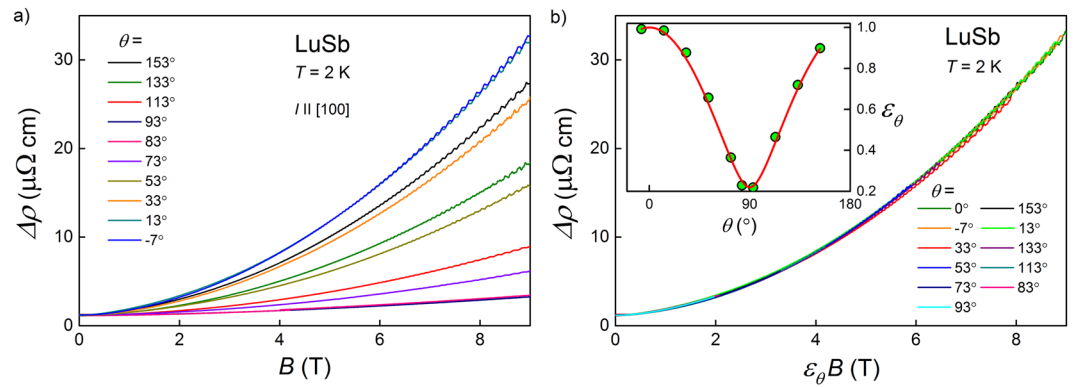 a)
θ =
153°
133°
113°
93°
83°
73°
53°
33°
13°
-7°
LuSb
T = 2 K
I II [100]
Δρ (μΩ cm)
30
20
10
0
0 2 4 6 8
B (T)
b)
LuSb
T = 2 K
Δρ (μΩ cm)
30
20
10
0
1.0
0.8
0.6
0.4
0.2
ε_θ
0 90 180
θ (°)
θ =
0° 153°
-7° 13°
33° 133°
53° 113°
73° 83°
93°
0 2 4 6 8
ε_θB (T)